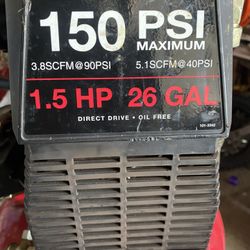 150 PSI
MAXIMUM
3.8SCFM@90PSI 5.1SCFM@40PSI
1.5 HP 26 GAL
DIRECT DRIVE • OIL FREE